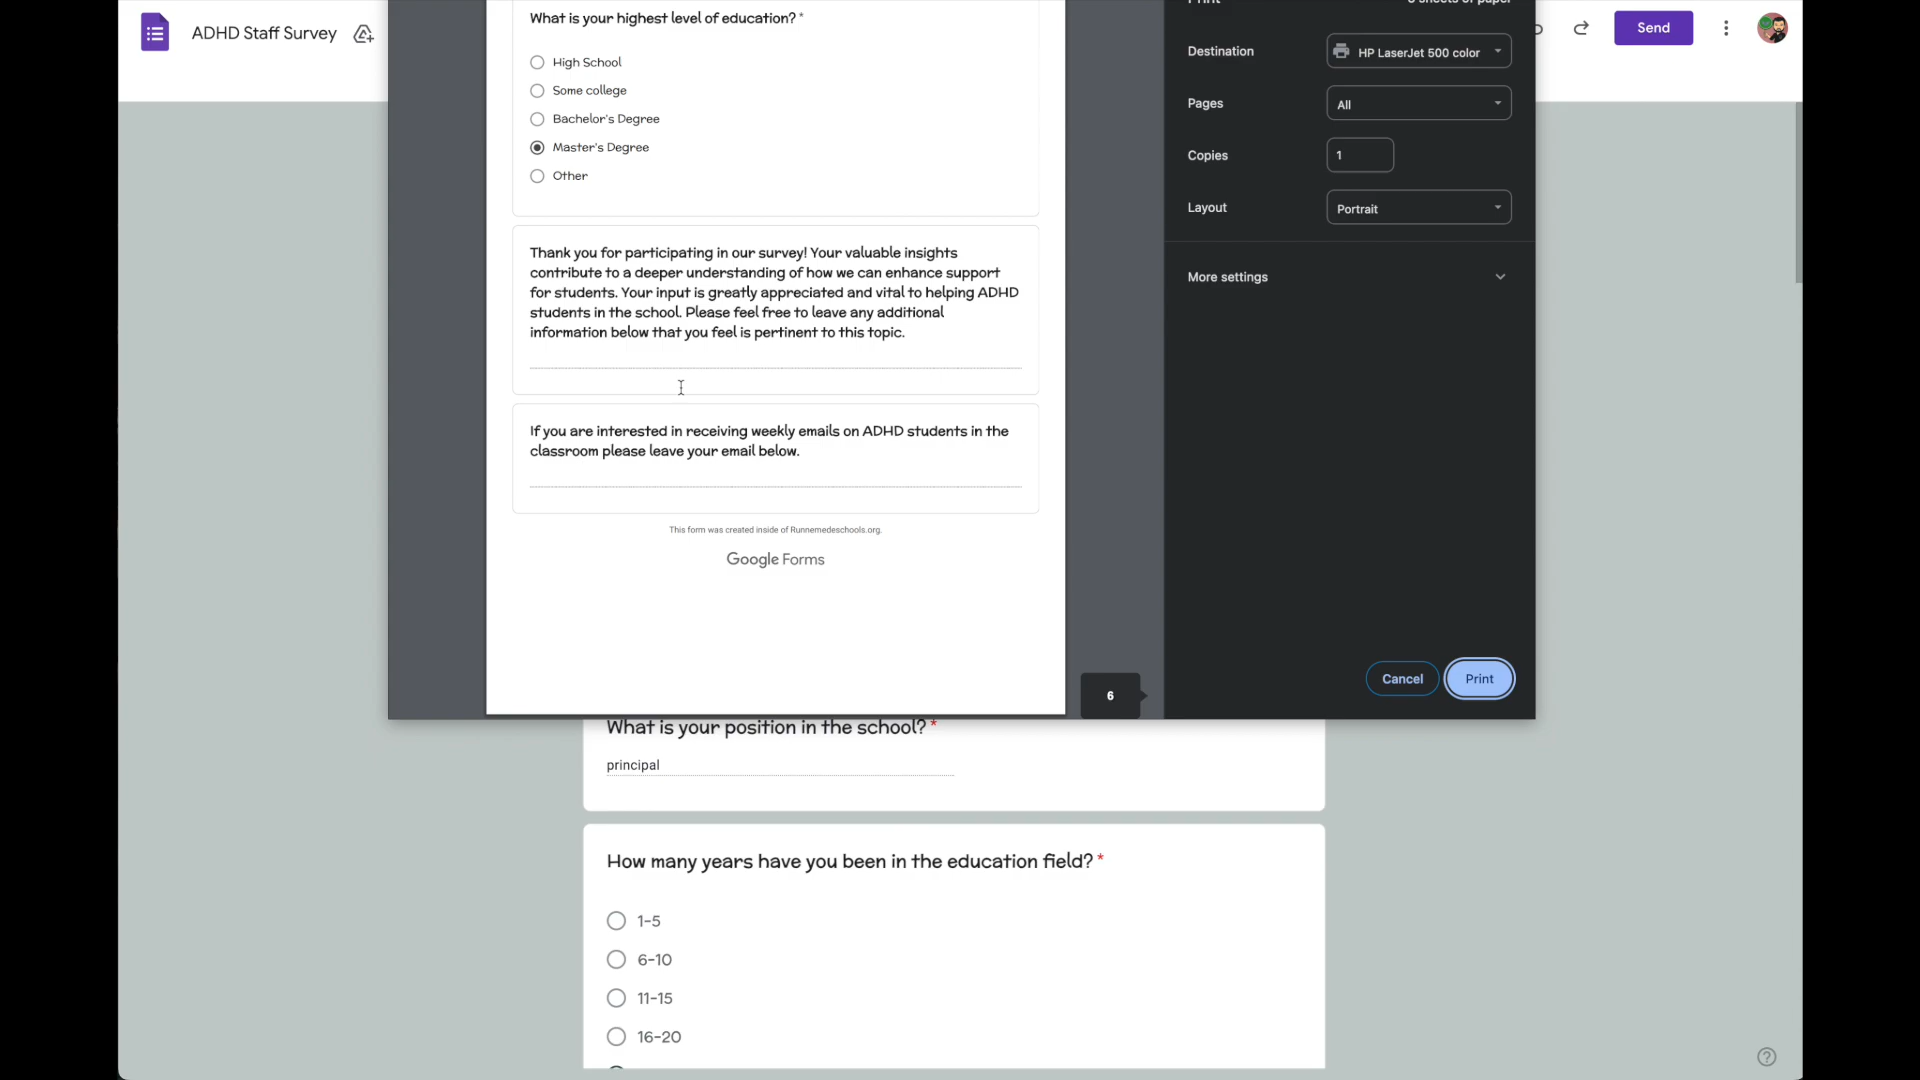 ADHD Staff Survey
Send
What is your highest level of education? *
High School
Some college
Bachelor's Degree
Master's Degree
Other
Thank you for participating in our survey! Your valuable insights
contribute to a deeper understanding of how we can enhance support
for students. Your input is greatly appreciated and vital to helping ADHD
students in the school. Please feel free to leave any additional
information below that you feel is pertinent to this topic.
If you are interested in receiving weekly emails on ADHD students in the
classroom please leave your email below.
This form was created inside of Runnemedeschools.org.
Google Forms
6
Destination
HP LaserJet 500 color
Pages
All
Copies
1
Layout
Portrait
More settings
Cancel
Print
What is your position in the school? *
principal
How many years have you been in the education field? *
1-5
6-10
11-15
16-20